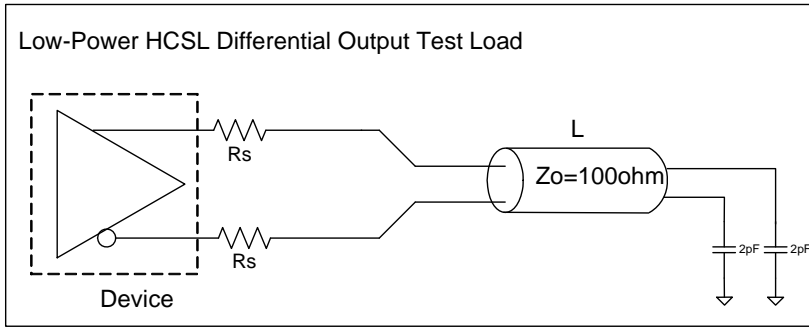 Low-Power HCSL Differential Output Test Load
Rs
L
Zo=100ohm
2pF 2pF
Rs
Device